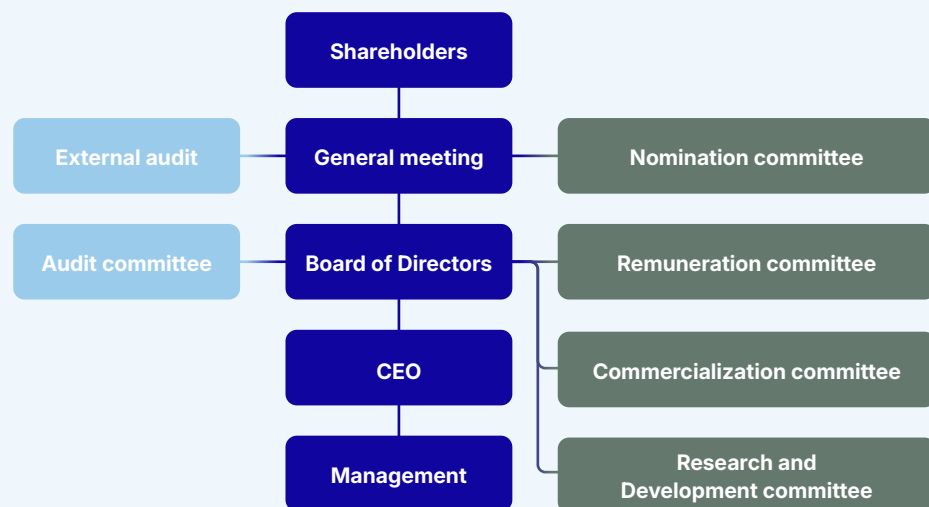 Shareholders
External audit
General meeting
Nomination committee
Audit committee
Board of Directors
Remuneration committee
CEO
Commercialization committee
Management
Research and
Development committee